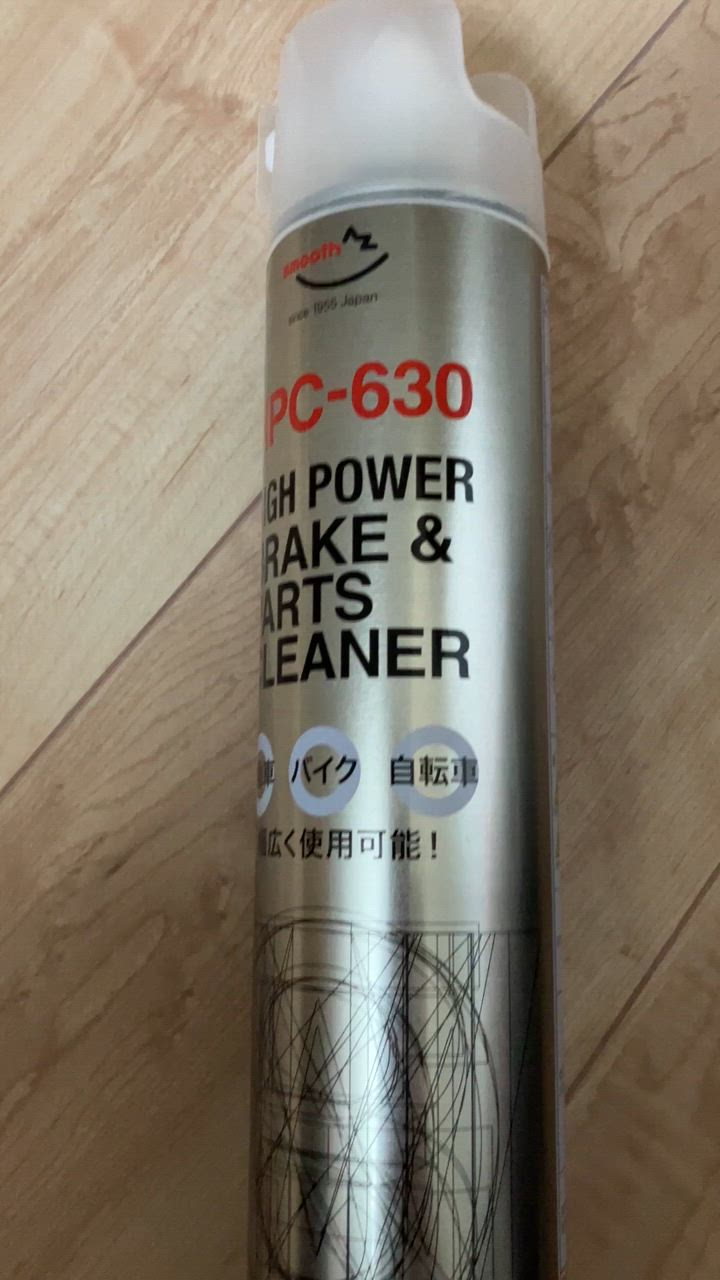 smooth AZ
since 1955 Japan
PC-630
IGH POWER
RAKE &
ARTS
LEANER
車 バイク 自転車
広く使用可能！